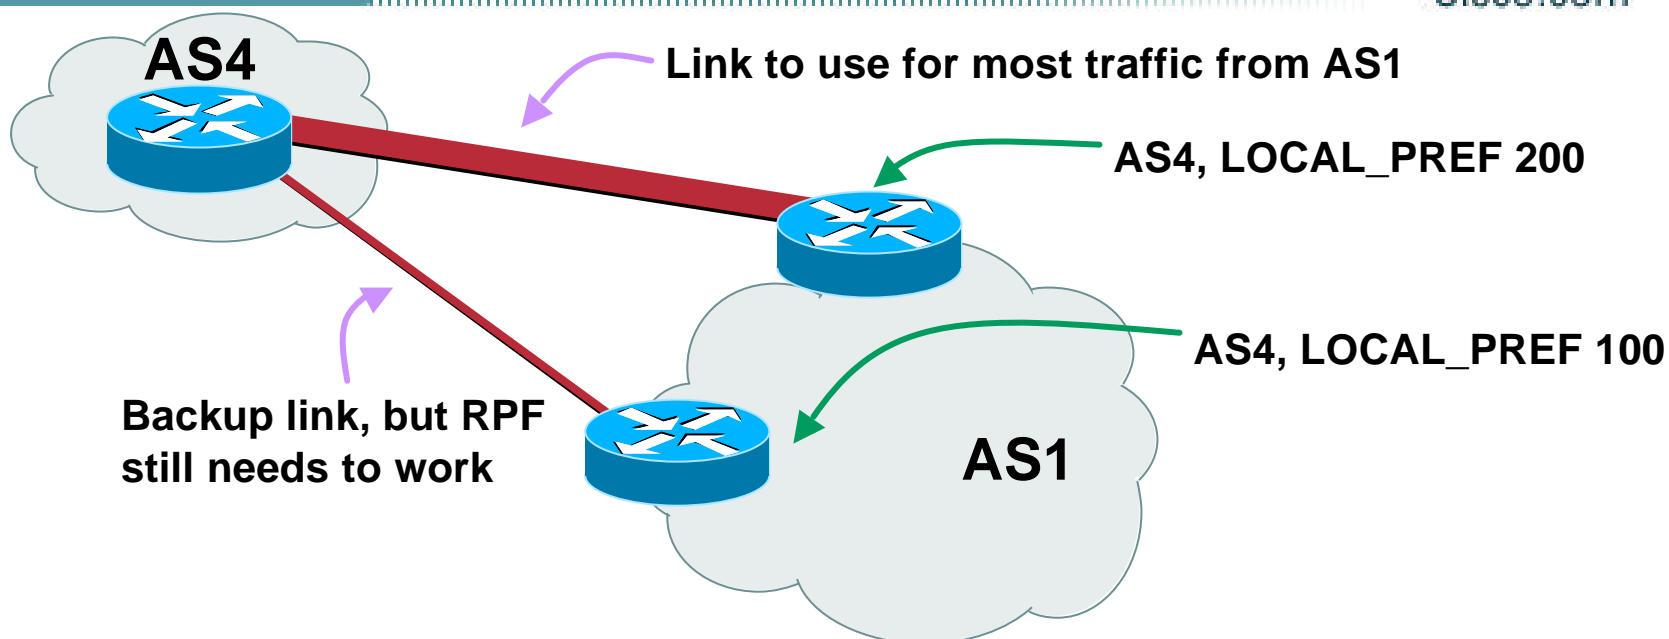 AS4
Link to use for most traffic from AS1
AS4, LOCAL_PREF 200
AS4, LOCAL_PREF 100
Backup link, but RPF
still needs to work
AS1